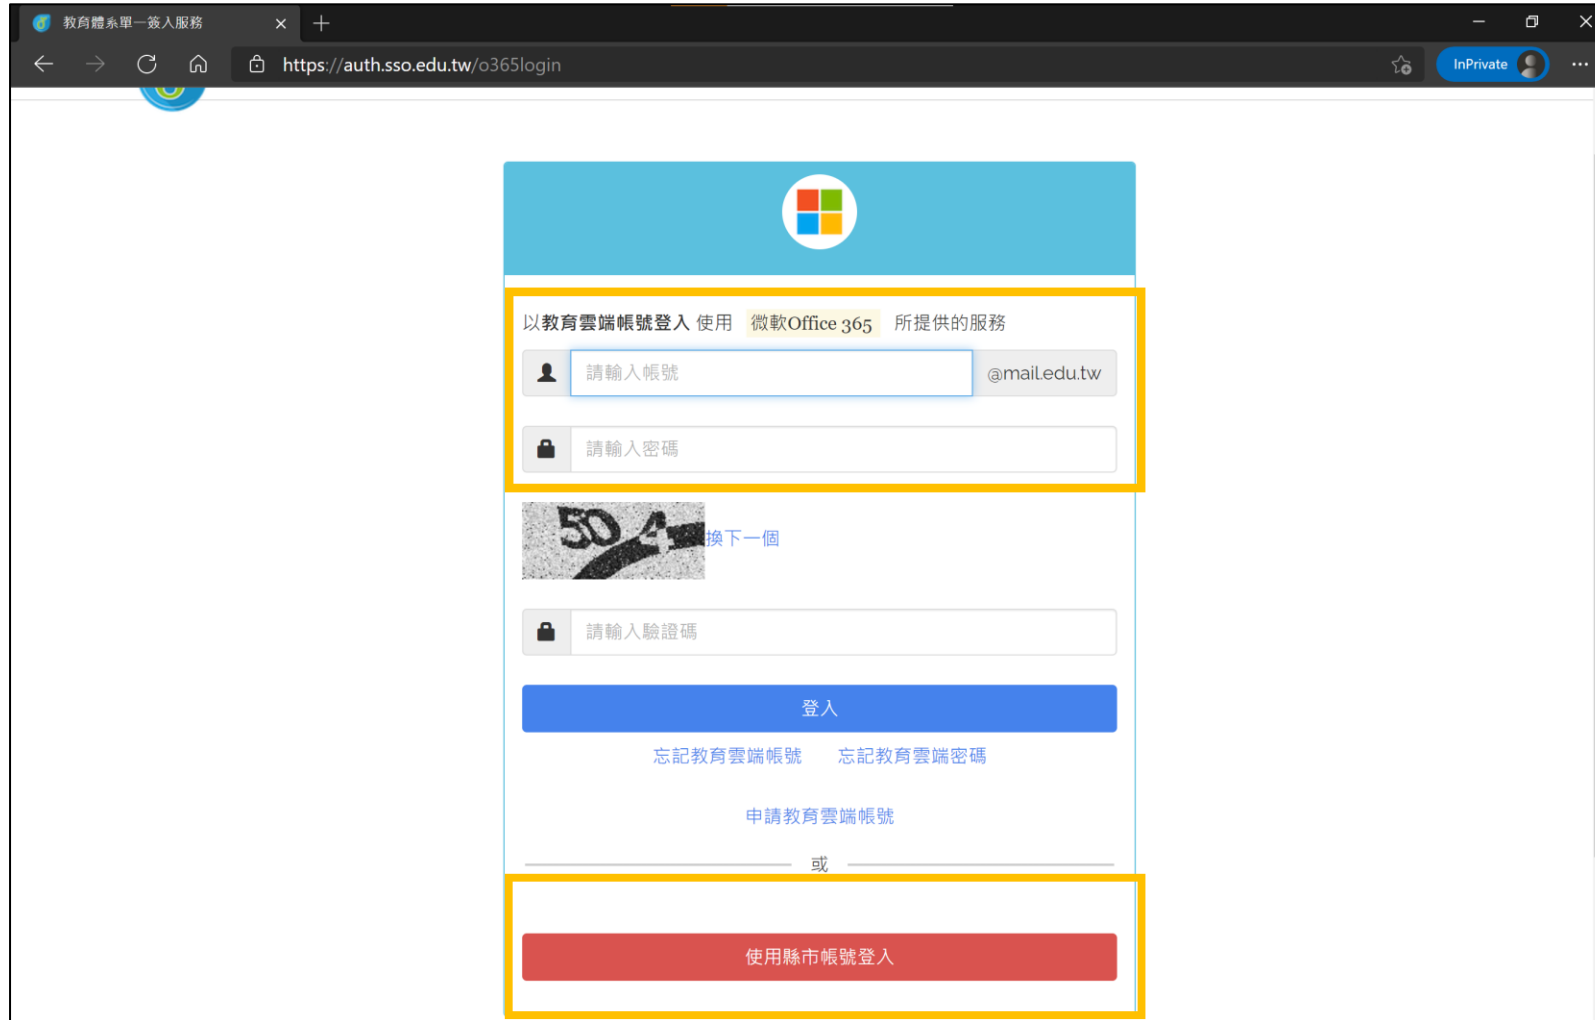 教育體系單一簽入服務
https://auth.sso.edu.tw/o365login
InPrivate
以教育雲端帳號登入 使用 微軟Office 365 所提供的服務
請輸入帳號 @mail.edu.tw
請輸入密碼
50 4 換下一個
請輸入驗證碼
登入
忘記教育雲端帳號 忘記教育雲端密碼
申請教育雲端帳號
或
使用縣市帳號登入